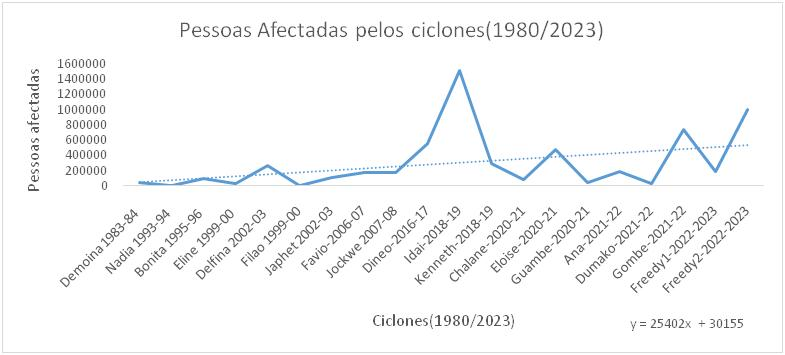 Pessoas Afectadas pelos ciclones(1980/2023)
Pessoas afectadas
1600000
1400000
1200000
1000000
800000
600000
400000
200000
0
Demoina 1983-84
Nadia 1993-94
Bonita 1995-96
Eline 1999-00
Delfina 2002-03
Filao 1999-00
Japhet 2002-03
Favio-2006-07
Jockwe-2007-08
Dineo-2016-17
Idai-2018-19
Kenneth-2018-19
Chalane-2020-21
Eloise-2020-21
Guambe-2020-21
Ana-2021-22
Dumako-2021-22
Gombe-2021-22
Freedy1-2022-2023
Freedy2-2022-2023
Ciclones(1980/2023)
y = 25402x + 30155